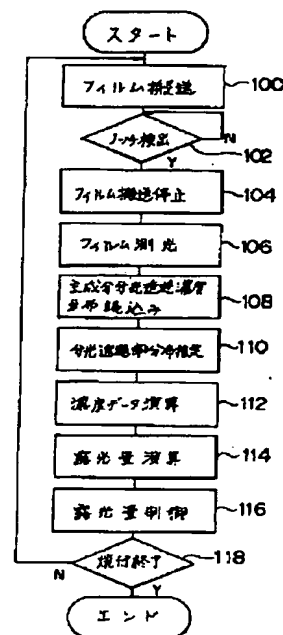 スタート
フィルム搬送
100
ノッチ検出
N
Y
102
フィルム搬送停止
104
フィルム測光
106
主成分分光透過濃度
分布読込み
108
分光透過率分布推定
110
濃度データ演算
112
露光量演算
114
露光量制御
116
焼付終了
118
N
Y
エンド